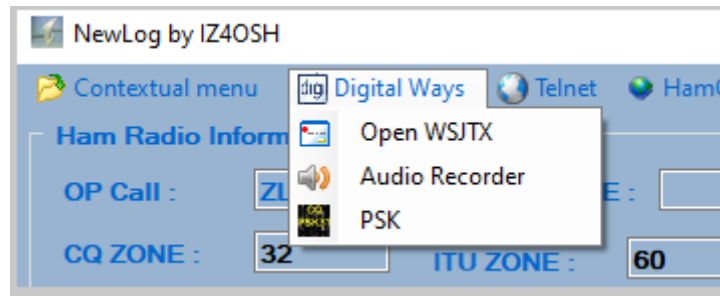 NewLog by IZ4OSH
Contextual menu dig Digital Ways Telnet
Ham Radio
Open WSJTX
OP Call :
Audio Recorder
PSK
CQ ZONE : 32 ITU ZONE : 60